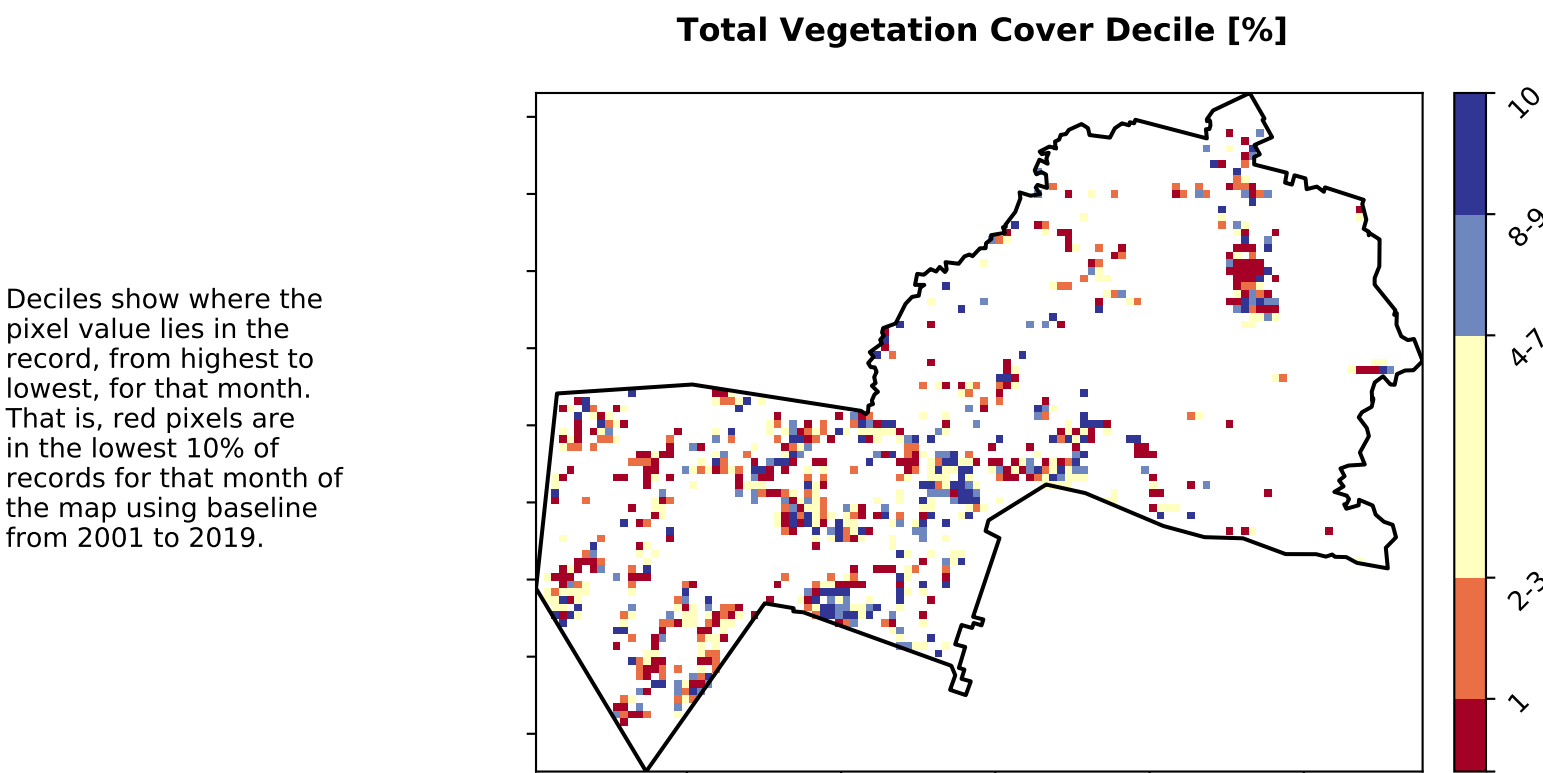 Total Vegetation Cover Decile [%]
Deciles show where the
pixel value lies in the
record, from highest to
lowest, for that month.
That is, red pixels are
in the lowest 10% of
records for that month of
the map using baseline
from 2001 to 2019.
10
8-9
4-7
2-3
1